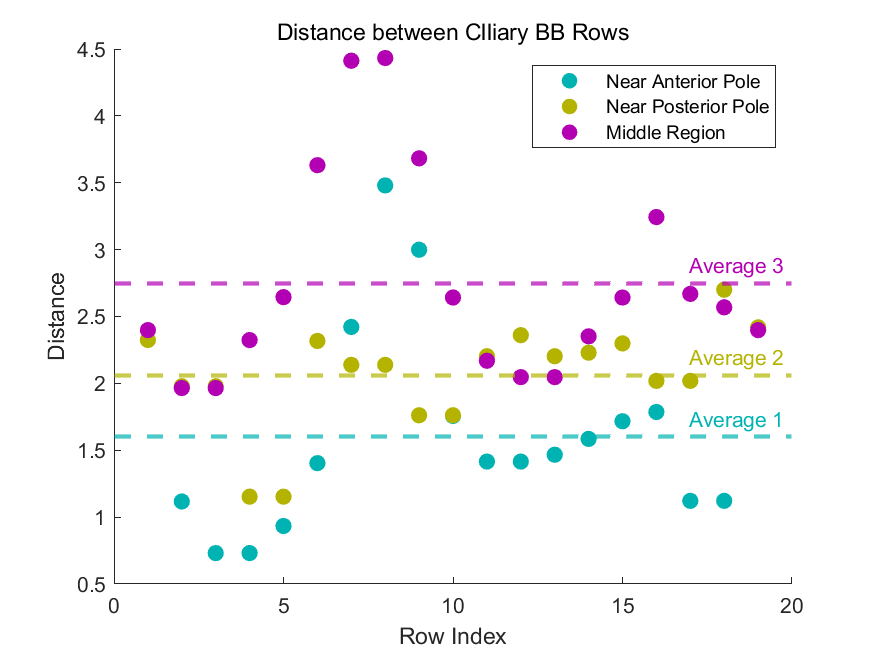 Distance between CIliary BB Rows
4.5
4
3.5
3
2.5
2
1.5
1
0.5
Distance
Near Anterior Pole
Near Posterior Pole
Middle Region
Average 3
Average 2
Average 1
0
5
10
15
20
Row Index